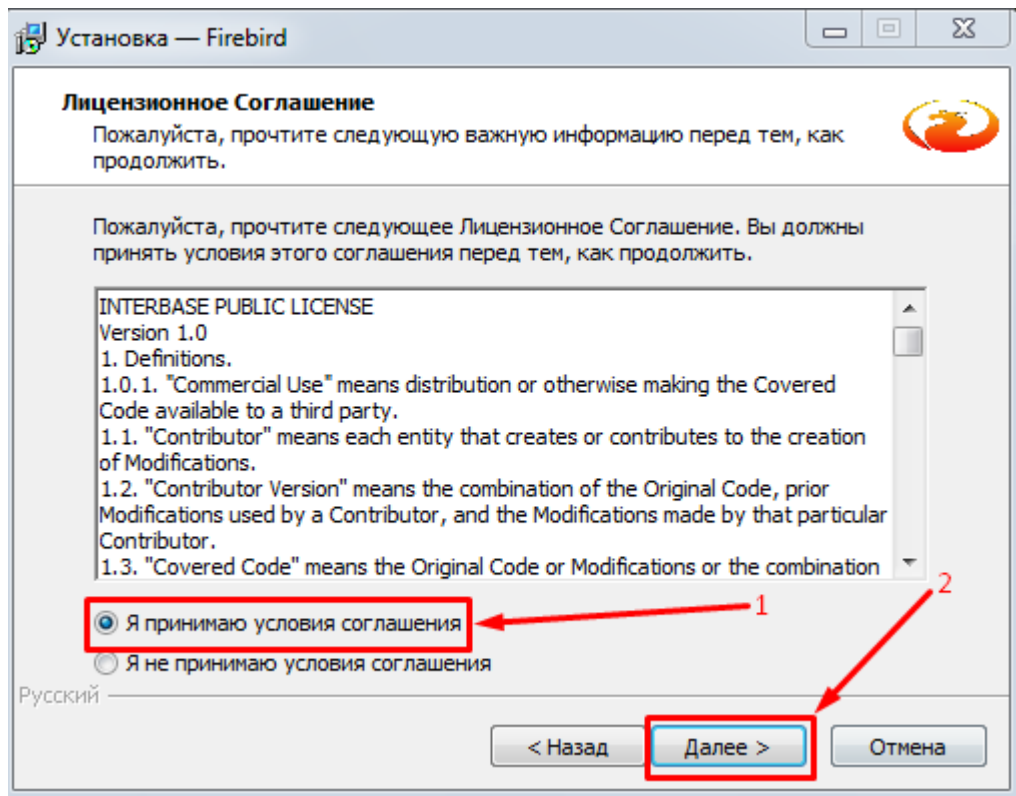 Установка — Firebird
Лицензионное Соглашение
Пожалуйста, прочтите следующую важную информацию перед тем, как
продолжить.
Пожалуйста, прочтите следующее Лицензионное Соглашение. Вы должны
принять условия этого соглашения перед тем, как продолжить.
INTERBASE PUBLIC LICENSE
Version 1.0
1. Definitions.
1.0.1. "Commercial Use" means distribution or otherwise making the Covered
Code available to a third party.
1.1. "Contributor" means each entity that creates or contributes to the creation
of Modifications.
1.2. "Contributor Version" means the combination of the Original Code, prior
Modifications used by a Contributor, and the Modifications made by that particular
Contributor.
1.3. "Covered Code" means the Original Code or Modifications or the combination
2
1
Я принимаю условия соглашения
Я не принимаю условия соглашения
Русский
< Назад
Далее >
Отмена